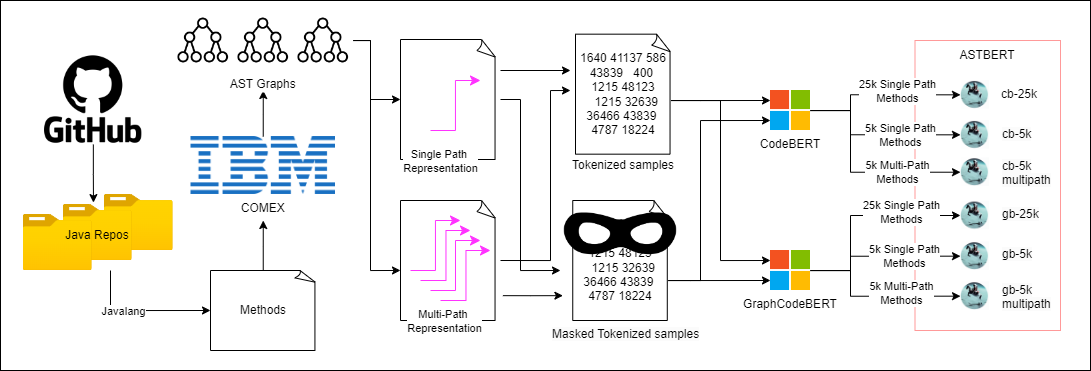 GitHub
Java Repos
Javalang
Methods
IBM
COMEX
AST Graphs
Single Path
Representation
Multi-Path
Representation
1640 41137 586
43839 400
1215 48123
1215 32639
36466 43839
4787 18224
Tokenized samples
1215 48123
1215 32639
36466 43839
4787 18224
Masked Tokenized samples
CodeBERT
GraphCodeBERT
ASTBERT
25k Single Path
Methods
cb-25k
5k Single Path
Methods
cb-5k
5k Multi-Path
Methods
cb-5k
multipath
25k Single Path
Methods
gb-25k
5k Single Path
Methods
gb-5k
5k Multi-Path
Methods
gb-5k
multipath